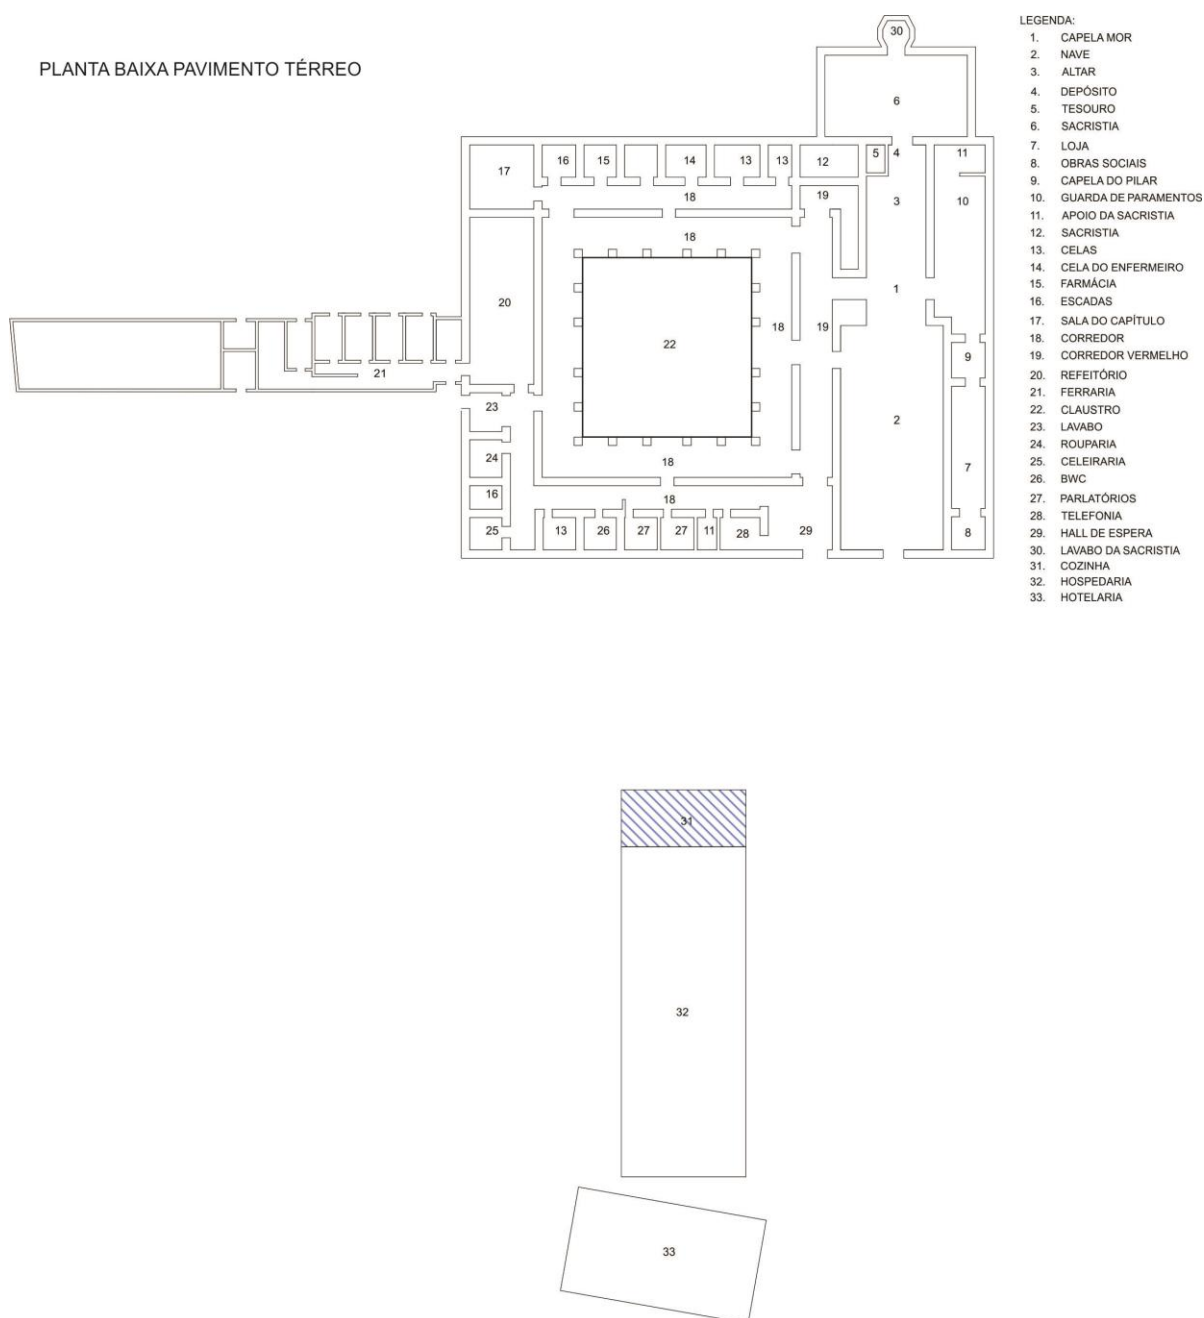 PLANTA BAIXA PAVIMENTO TÉRREO
LEGENDA:
1. CAPELA MOR
2. NAVE
3. ALTAR
4. DEPÓSITO
5. TESOURO
6. SACRISTIA
7. LOJA
8. OBRAS SOCIAIS
9. CAPELA DO PILAR
10. GUARDA DE PARAMENTOS
11. APOIO DA SACRISTIA
12. SACRISTIA
13. CELAS
14. CELA DO ENFERMEIRO
15. FARMÁCIA
16. ESCADAS
17. SALA DO CAPÍTULO
18. CORREDOR
19. CORREDOR VERMELHO
20. REFEITÓRIO
21. FERRARIA
22. CLAUSTRO
23. LAVABO
24. ROUPARIA
25. CELEIRARIA
26. BWC
27. PARLATÓRIOS
28. TELEFONIA
29. HALL DE ESPERA
30. LAVABO DA SACRISTIA
31. COZINHA
32. HOSPEDARIA
33. HOTELARIA
30
6
17 16 15 14 13 13 12 5 4 11
18 19 3 10
18
20 18 19 1
22 9
21
23 2
24 18 7
16 18
25 13 26 27 27 11 28 29 8
31
32
33